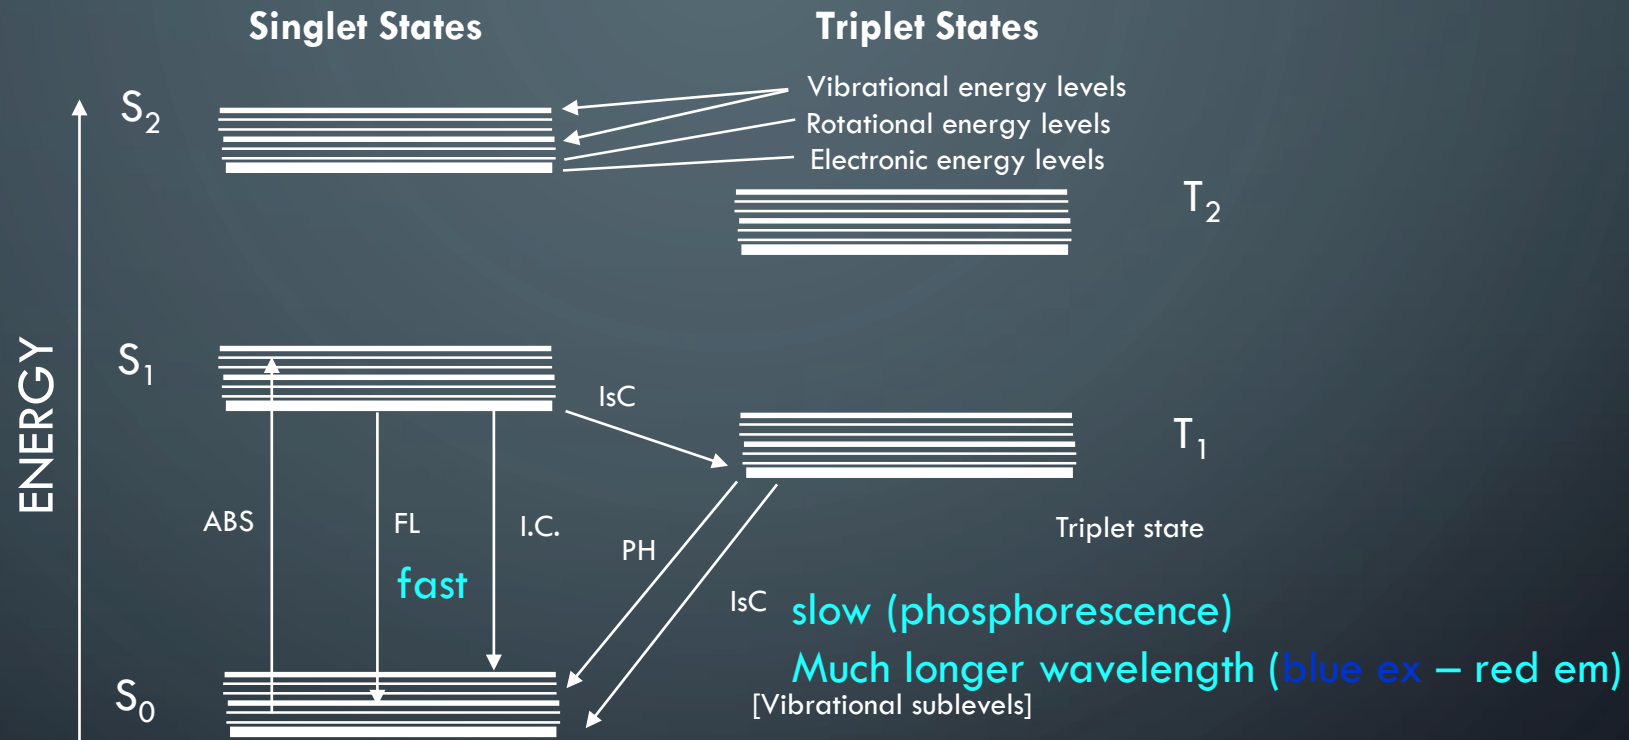 Singlet States
Triplet States
Vibrational energy levels
Rotational energy levels
Electronic energy levels
S2
T2
ENERGY
S1
IsC
T1
ABS
FL
I.C.
Triplet state
PH
fast
IsC
slow (phosphorescence)
Much longer wavelength (blue ex – red em)
[Vibrational sublevels]
S0